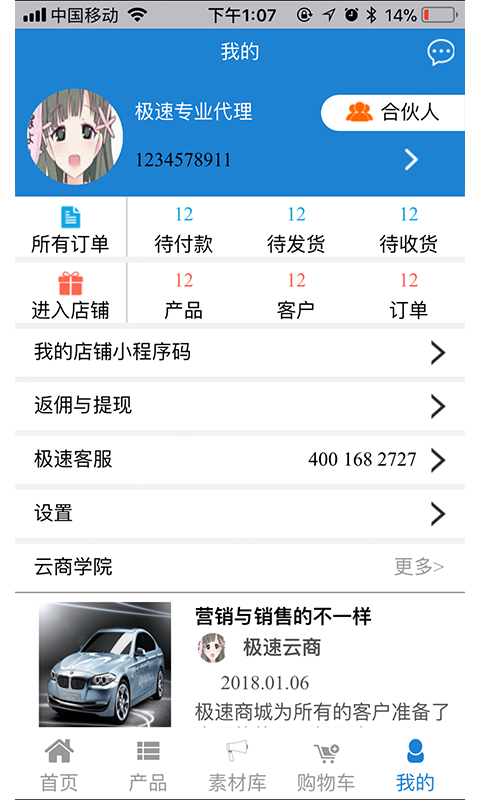 中国移动 下午1:07 14%
我的
极速专业代理 合伙人
1234578911
12 12 12
所有订单 待付款 待发货 待收货
12 12 12
进入店铺 产品 客户 订单
我的店铺小程序码
返佣与提现
极速客服 400 168 2727
设置
云商学院 更多>
营销与销售的不一样
极速云商
2018.01.06
极速商城为所有的客户准备了
首页 产品 素材库 购物车 我的